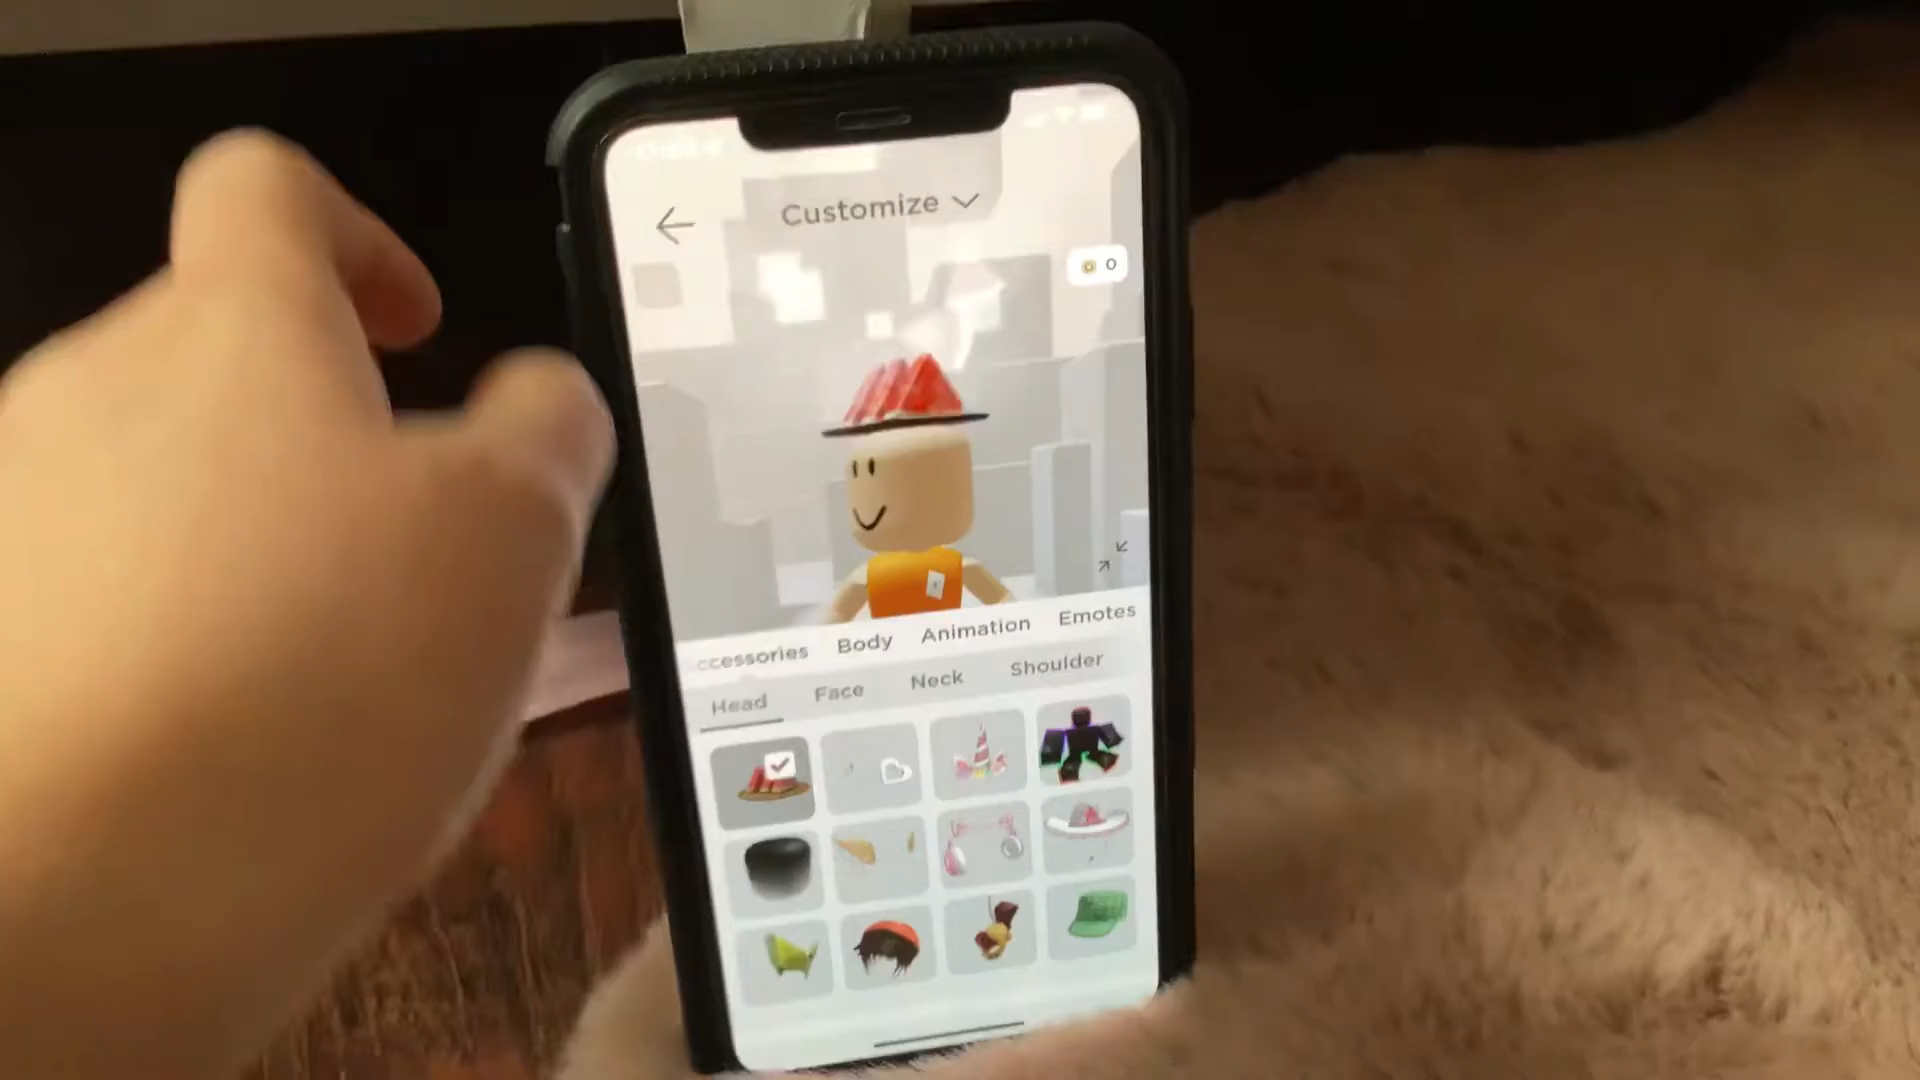 Customize
0
ccessories Body Animation Emotes
Head Face Neck Shoulder